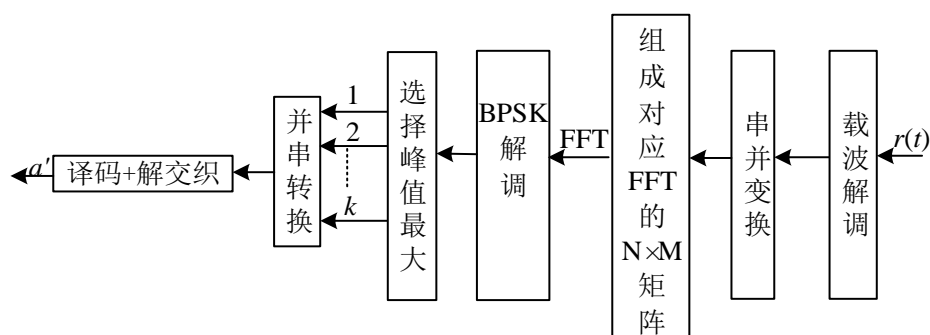 a'
译码+解交织
并串转换
1
2
k
选择峰值最大
BPSK解调
FFT
组成对应FFT的N×M矩阵
串并变换
载波解调
r(t)